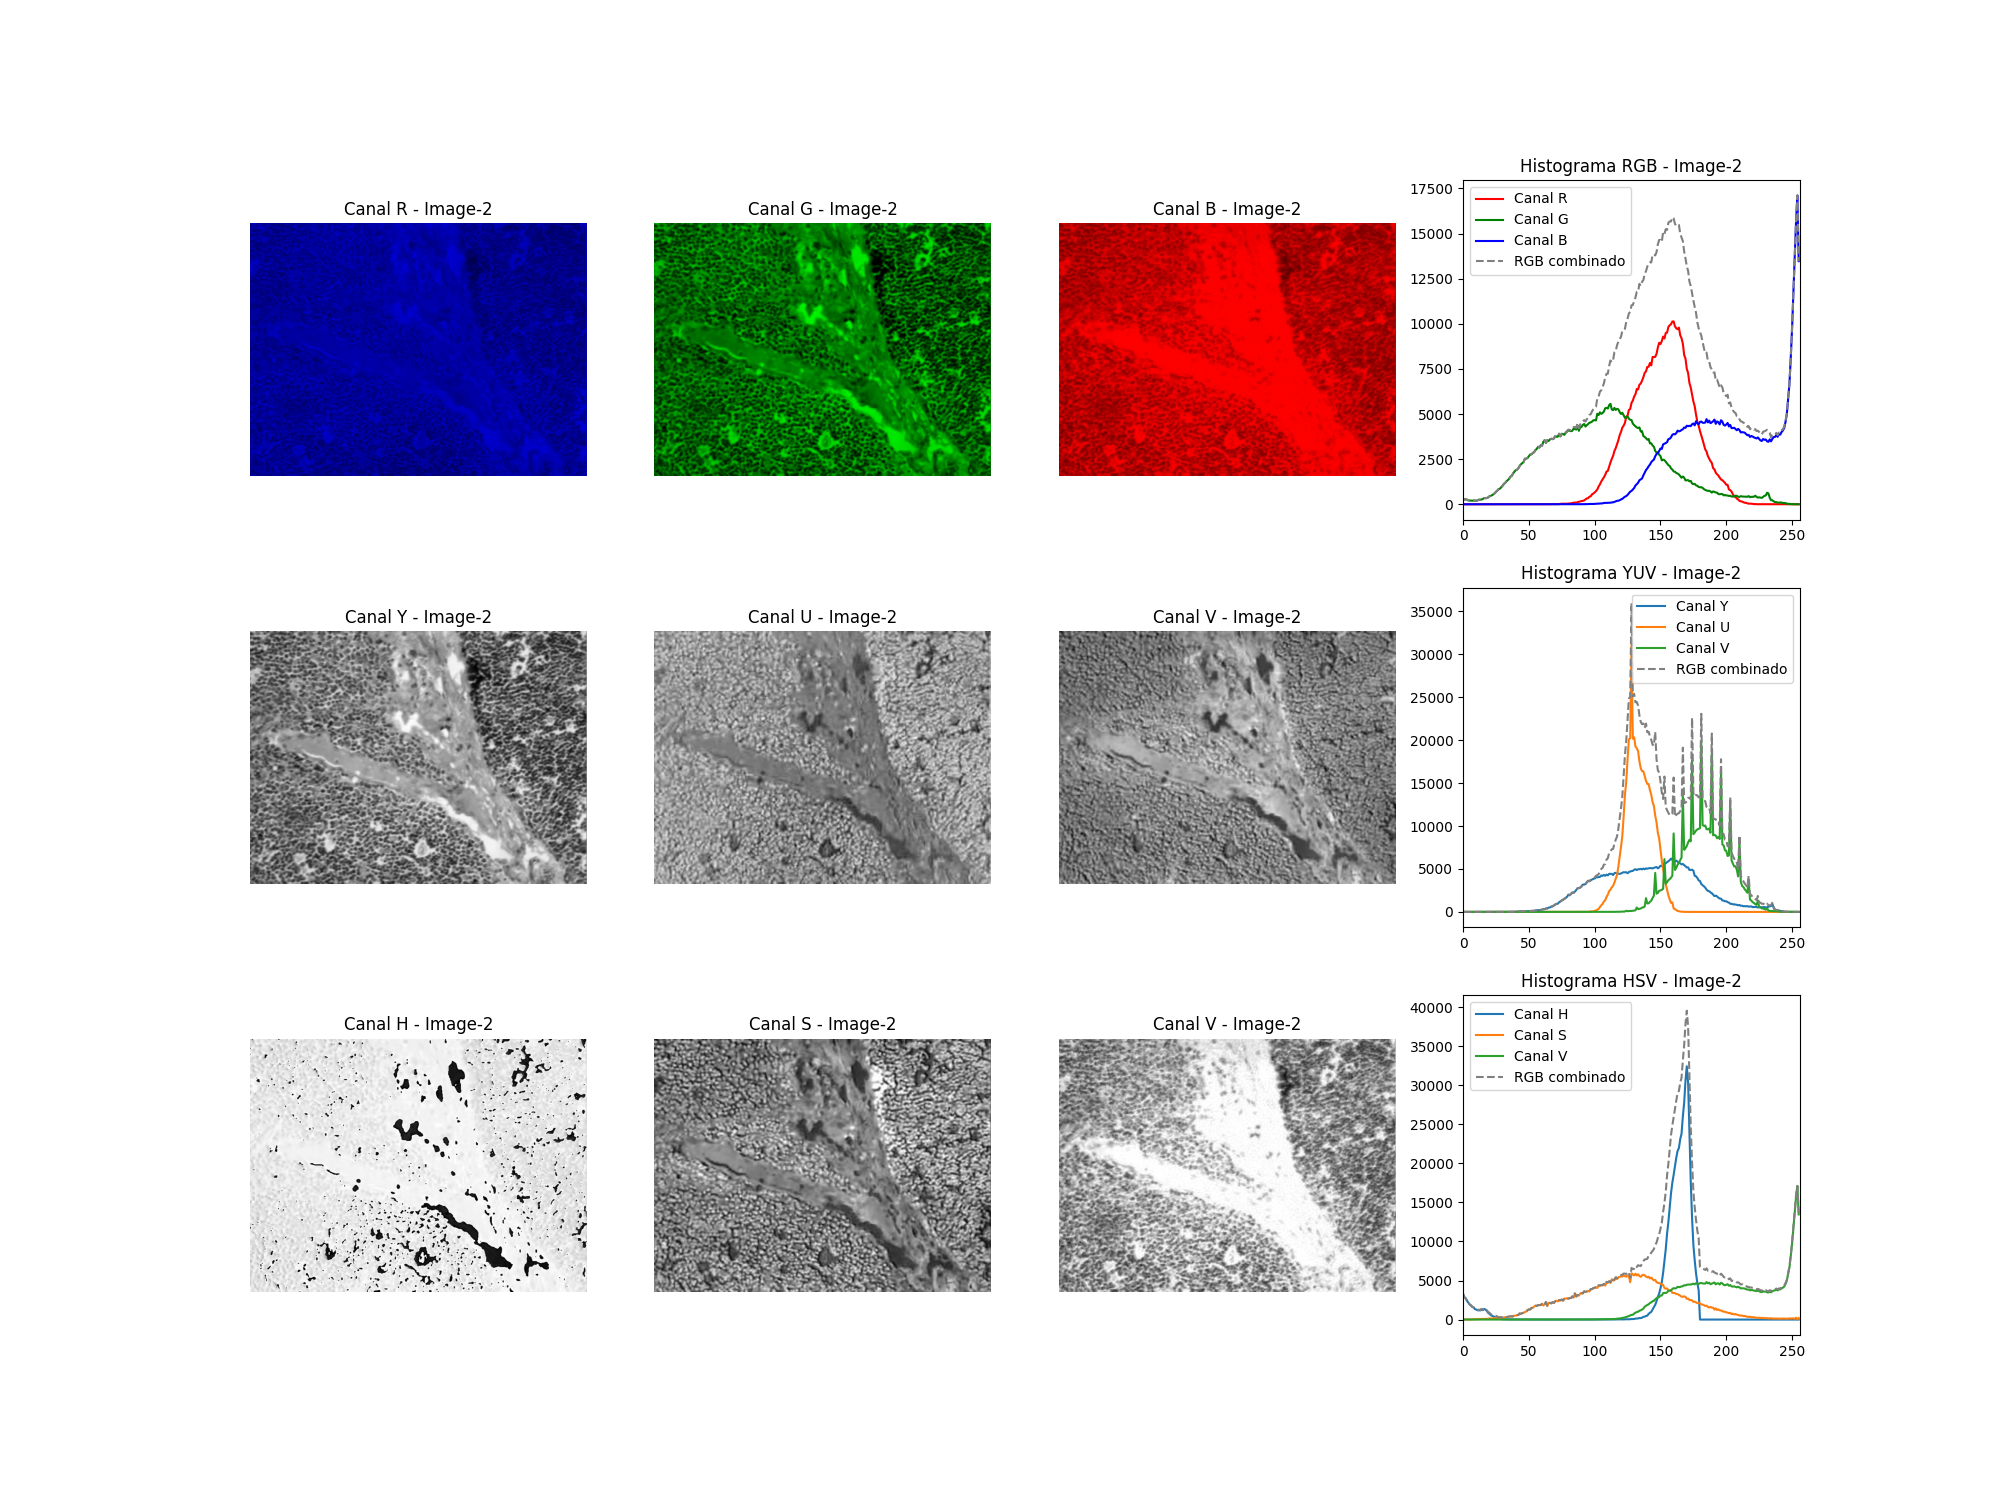 Canal R - Image-2
Canal G - Image-2
Canal B - Image-2
Histograma RGB - Image-2
17500
15000
12500
10000
7500
5000
2500
0
Canal R
Canal G
Canal B
RGB combinado
0 50 100 150 200 250
Canal Y - Image-2
Canal U - Image-2
Canal V - Image-2
Histograma YUV - Image-2
35000
30000
25000
20000
15000
10000
5000
0
Canal Y
Canal U
Canal V
RGB combinado
0 50 100 150 200 250
Canal H - Image-2
Canal S - Image-2
Canal V - Image-2
Histograma HSV - Image-2
40000
35000
30000
25000
20000
15000
10000
5000
0
Canal H
Canal S
Canal V
RGB combinado
0 50 100 150 200 250